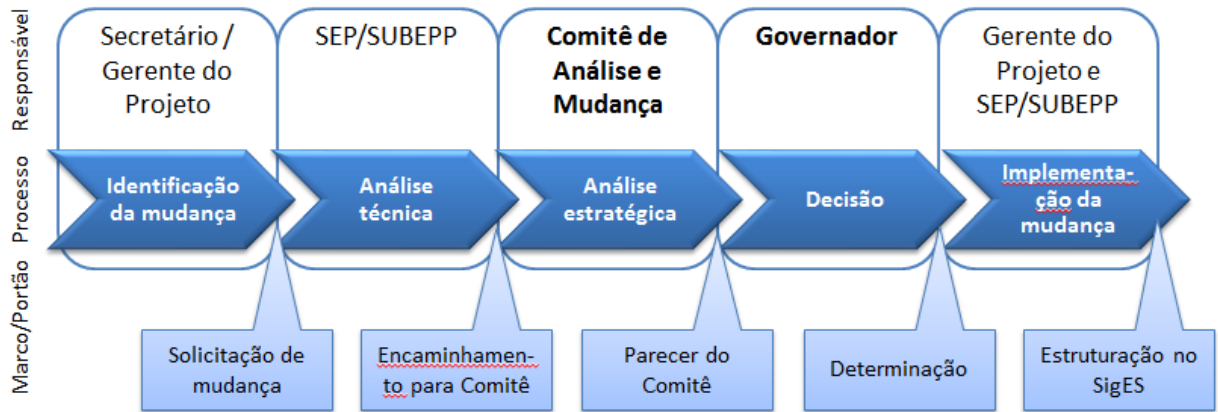 Responsável
Secretário /
Gerente do
Projeto
SEP/SUBEPP
Comitê de
Análise e
Mudança
Governador
Gerente do
Projeto e
SEP/SUBEPP
Processo
Identificação
da mudança
Análise
técnica
Análise
estratégica
Decisão
Implementa-
ção da
mudança
Marco/Portão
Solicitação de
mudança
Encaminhamen-
to para Comitê
Parecer do
Comitê
Determinação
Estruturação no
SigES